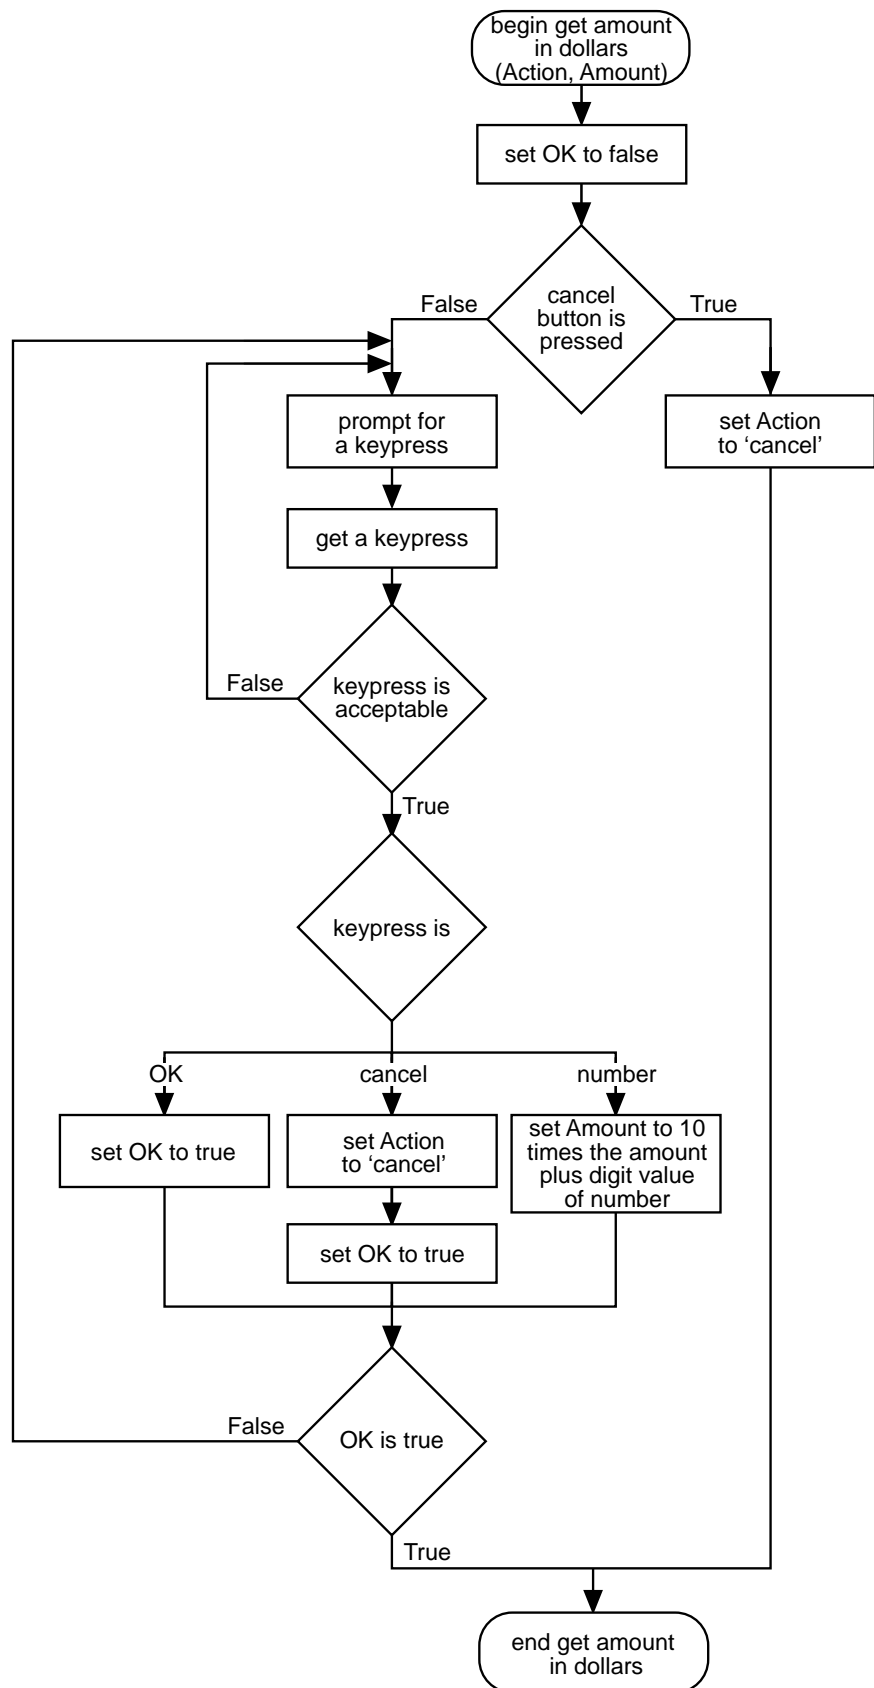 begin get amount
in dollars
(Action, Amount)
set OK to false
cancel
button is
pressed
False
True
prompt for
a keypress
set Action
to ‘cancel’
get a keypress
keypress is
acceptable
False
True
keypress is
OK
cancel
number
set OK to true
set Action
to ‘cancel’
set Amount to 10
times the amount
plus digit value
of number
set OK to true
OK is true
False
True
end get amount
in dollars